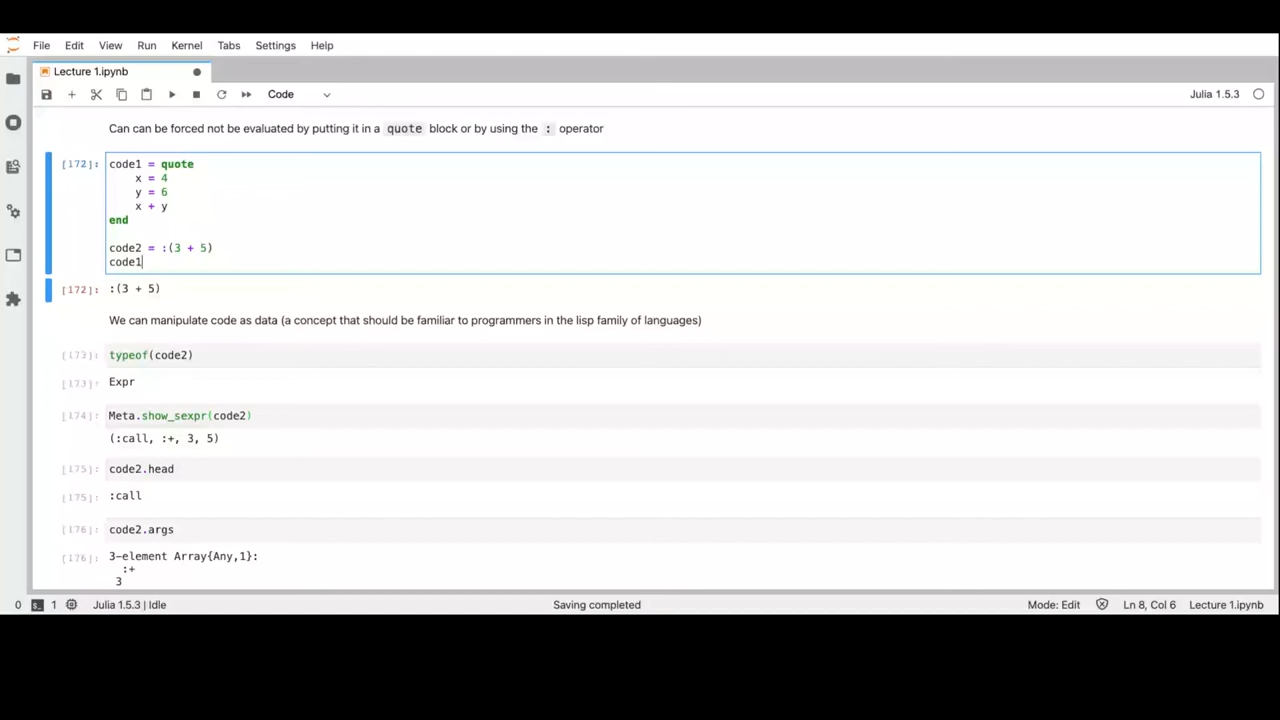 File Edit View Run Kernel Tabs Settings Help
Lecture 1.ipynb
Code
Julia 1.5.3
Can can be forced not be evaluated by putting it in a quote block or by using the : operator
[172]: code1 = quote
x = 4
y = 6
x + y
end
code2 = :(3 + 5)
code1
[172]: :(3 + 5)
We can manipulate code as data (a concept that should be familiar to programmers in the lisp family of languages)
[173]: typeof(code2)
[173]: Expr
[174]: Meta.show_sexpr(code2)
(:call, :+, 3, 5)
[175]: code2.head
[175]: :call
[176]: code2.args
[176]: 3-element Array{Any,1}:
:+
3
0 1 Julia 1.5.3 | Idle Saving completed Mode: Edit Ln 8, Col 6 Lecture 1.ipynb